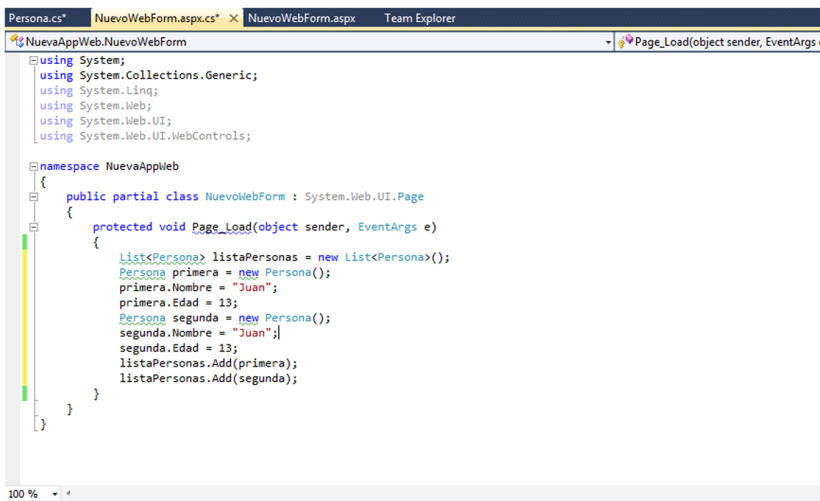 Persona.cs*
NuevoWebForm.aspx.cs*
NuevoWebForm.aspx
Team Explorer
NuevaAppWeb.NuevoWebForm
Page_Load(object sender, EventArgs
using System;
using System.Collections.Generic;
using System.Linq;
using System.Web;
using System.Web.UI;
using System.Web.UI.WebControls;
namespace NuevaAppWeb
{
public partial class NuevoWebForm : System.Web.UI.Page
{
protected void Page_Load(object sender, EventArgs e)
{
List<Persona> listaPersonas = new List<Persona>();
Persona primera = new Persona();
primera.Nombre = "Juan";
primera.Edad = 13;
Persona segunda = new Persona();
segunda.Nombre = "Juan";
segunda.Edad = 13;
listaPersonas.Add(primera);
listaPersonas.Add(segunda);
}
}
}
100 %